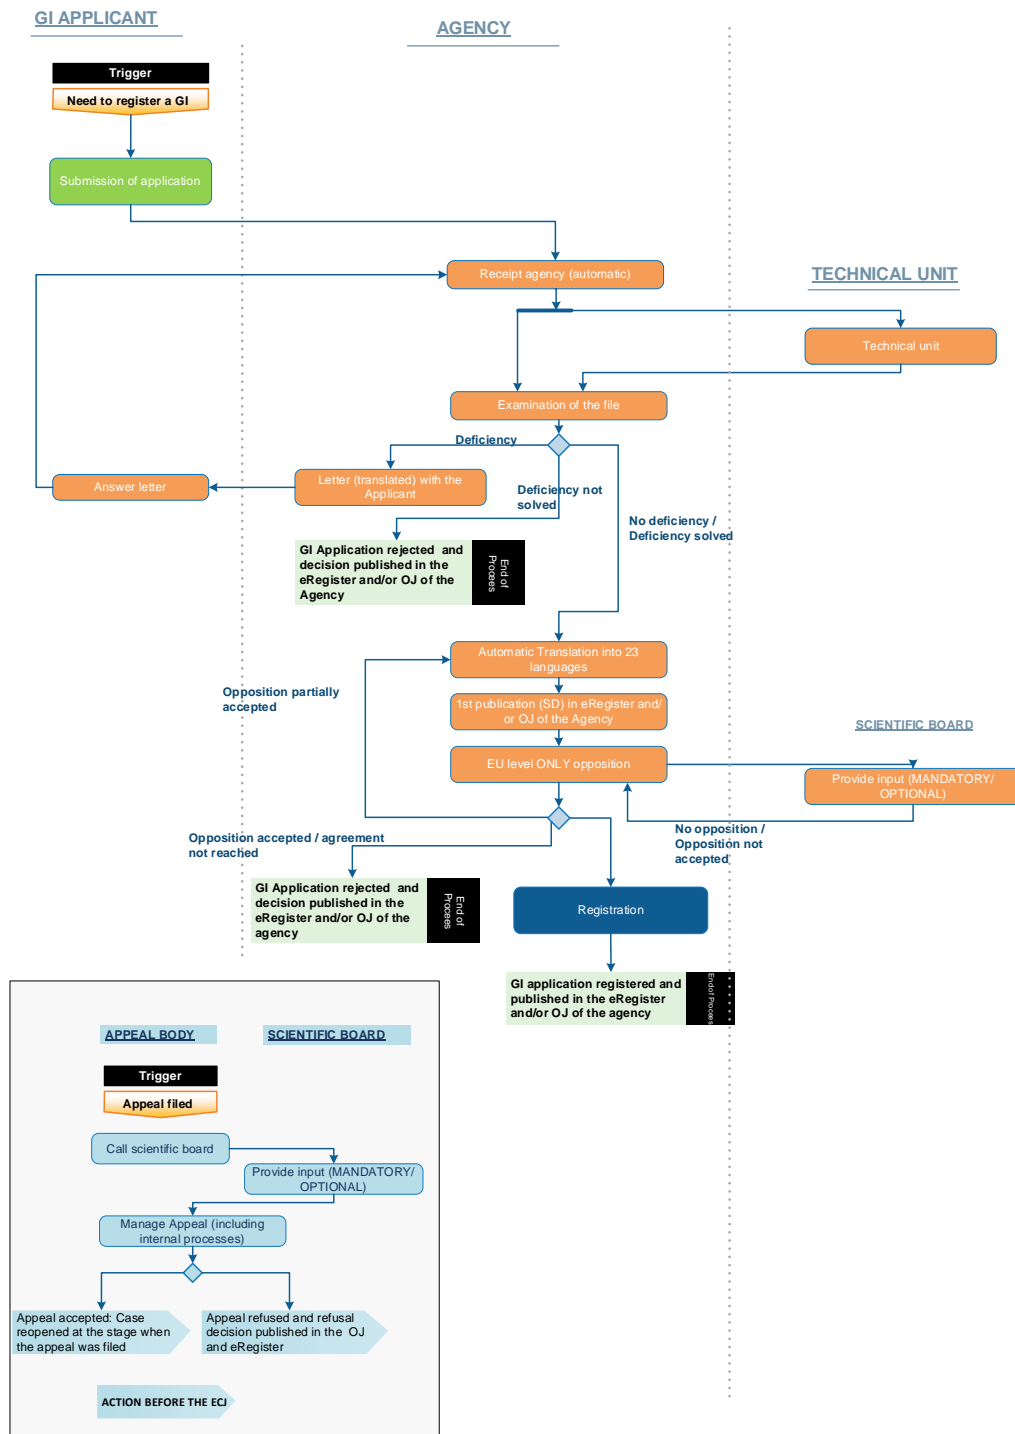 GI APPLICANT
AGENCY
Trigger
Need to register a GI
Submission of application
Receipt agency (automatic)
TECHNICAL UNIT
Technical unit
Examination of the file
Deficiency
Letter (translated) with the
Applicant
Answer letter
Deficiency not
solved
No deficiency /
Deficiency solved
GI Application rejected and
decision published in the
eRegister and/or OJ of the
Agency
End of
Procees
Automatic Translation into 23
languages
Opposition partially
accepted
1st publication (SD) in eRegister and/
or OJ of the Agency
SCIENTIFIC BOARD
EU level ONLY opposition
Provide input (MANDATORY/
OPTIONAL)
No opposition /
Opposition not
accepted
Opposition accepted / agreement
not reached
GI Application rejected and
decision published in the
eRegister and/or OJ of the
agency
End of
Procees
Registration
GI application registered and
published in the eRegister
and/or OJ of the agency
End of Procees
APPEAL BODY
SCIENTIFIC BOARD
Trigger
Appeal filed
Call scientific board
Provide input (MANDATORY/
OPTIONAL)
Manage Appeal (including
internal processes)
Appeal accepted: Case
reopened at the stage when
the appeal was filed
Appeal refused and refusal
decision published in the OJ
and eRegister
ACTION BEFORE THE ECJ